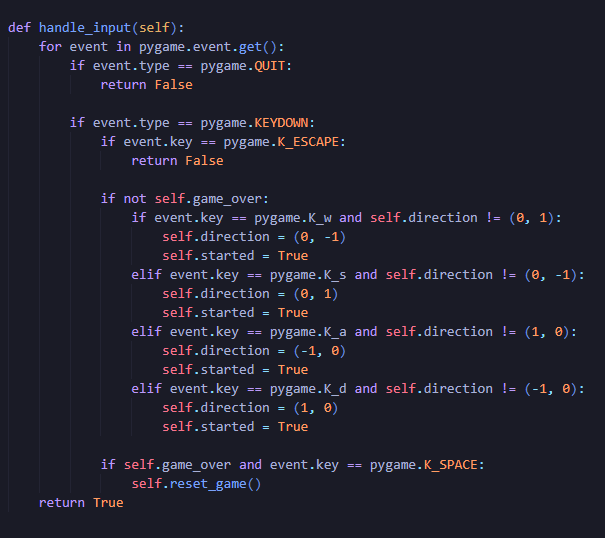 def handle_input(self):
    for event in pygame.event.get():
        if event.type == pygame.QUIT:
            return False

        if event.type == pygame.KEYDOWN:
            if event.key == pygame.K_ESCAPE:
                return False

            if not self.game_over:
                if event.key == pygame.K_w and self.direction != (0, 1):
                    self.direction = (0, -1)
                    self.started = True
                elif event.key == pygame.K_s and self.direction != (0, -1):
                    self.direction = (0, 1)
                    self.started = True
                elif event.key == pygame.K_a and self.direction != (1, 0):
                    self.direction = (-1, 0)
                    self.started = True
                elif event.key == pygame.K_d and self.direction != (-1, 0):
                    self.direction = (1, 0)
                    self.started = True

            if self.game_over and event.key == pygame.K_SPACE:
                self.reset_game()
    return True